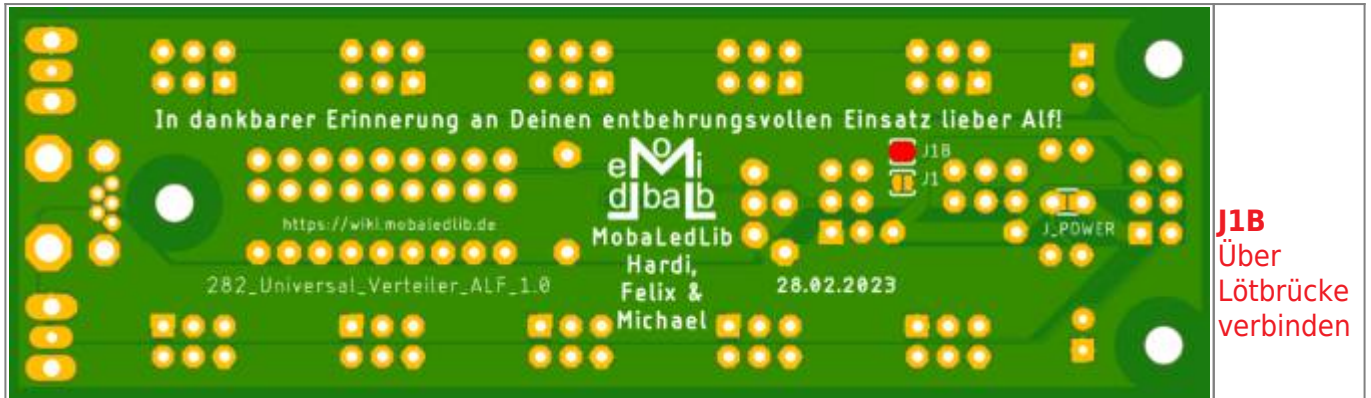 In dankbarer Erinnerung an Deinen entbehrungsvollen Einsatz lieber Alf!
J1B
J1
https://wiki.mobaledlib.de
MobaLedLib
Hardi,
Felix &
Michael
J_POWER
282_Universal_Verteiler_ALF_1.0
28.02.2023
J1B
Über
Lötbrücke
verbinden